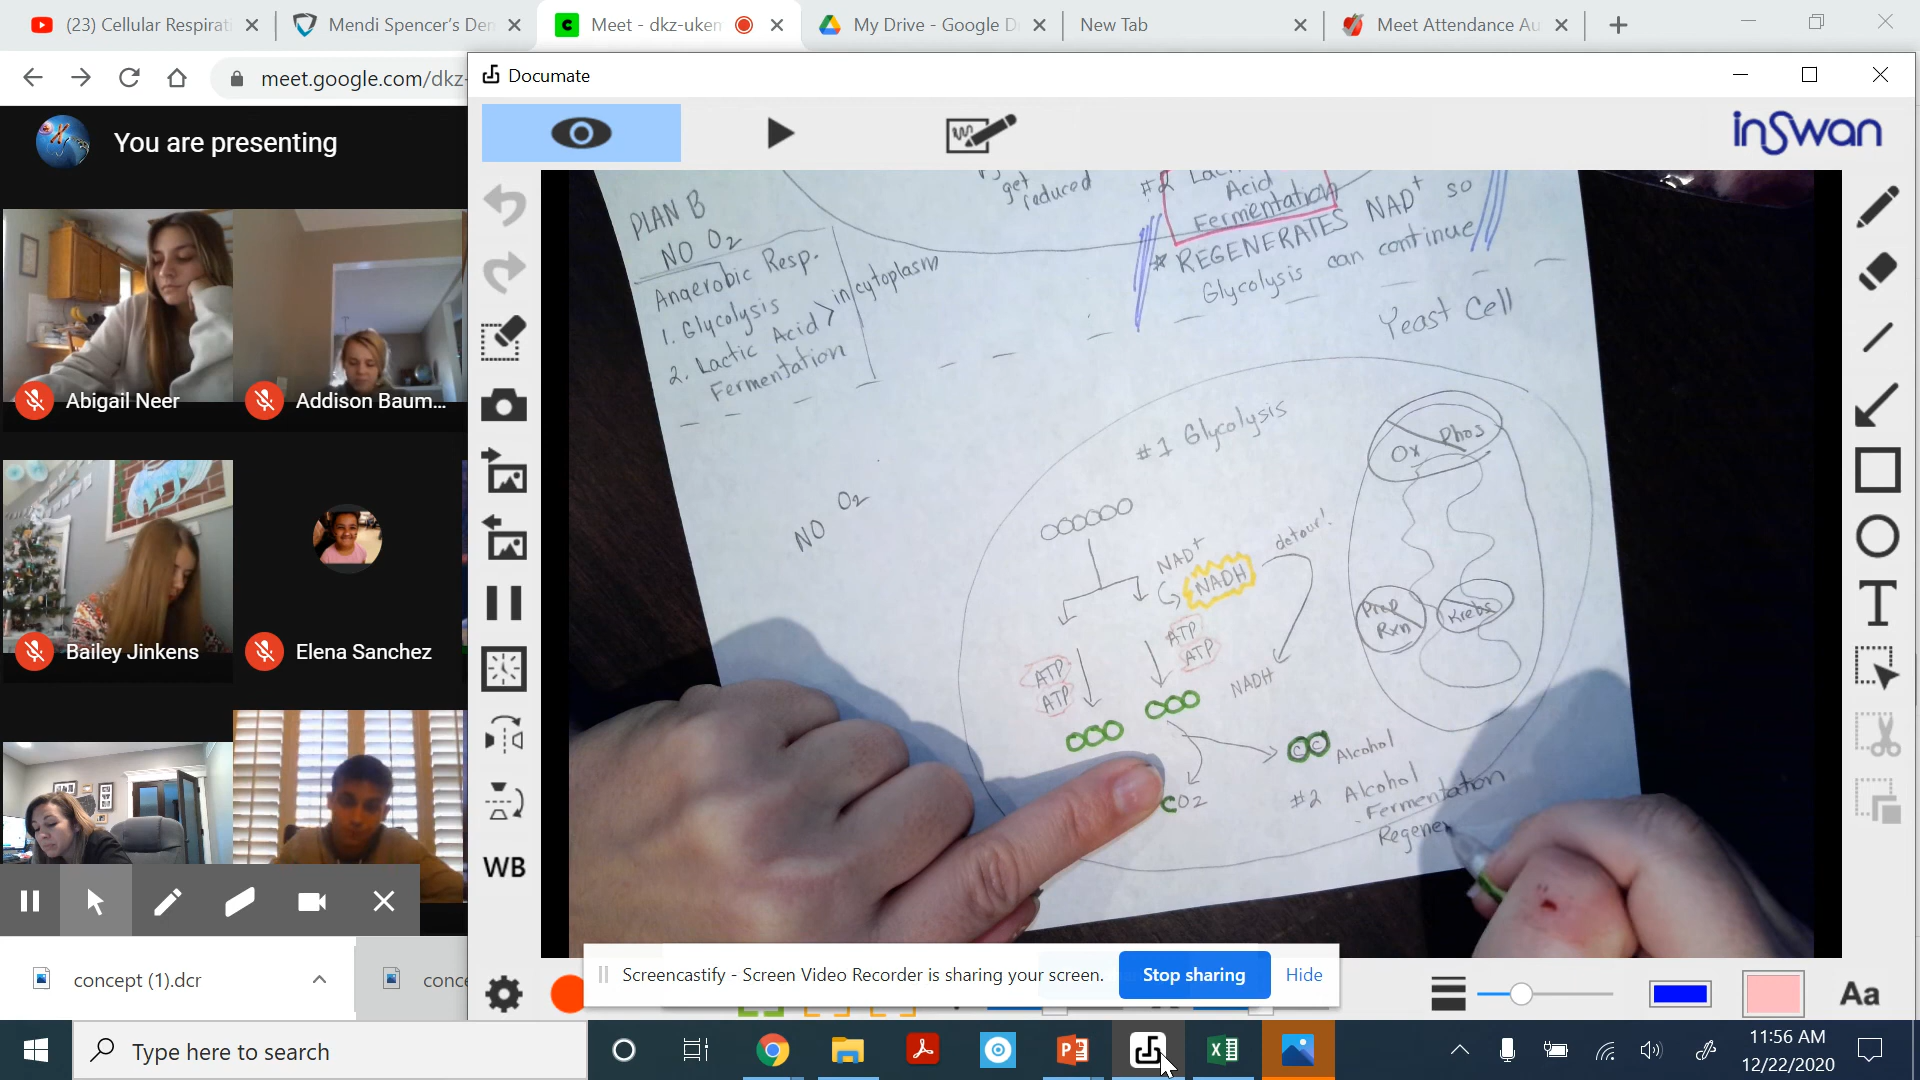 (23) Cellular Respirati
Mendi Spencer's Den
Meet - dkz-uken
My Drive - Google D
New Tab
Meet Attendance Au
meet.google.com/dkz-
Documate
You are presenting
inSwan
get
reduced
#2
Acid
Fermentation
* REGENERATES NAD+ so
Glycolysis can continue
PLAN B
NO O2
Anaerobic Resp.
1. Glycolysis
2. Lactic Acid > in cytoplasm
Fermentation
Yeast Cell
#1 Glycolysis
NO O2
Ox Phos
NAD+
NADH
detour!
Prep
Rxn
Krebs
ATP
ATP
ATP
ATP
NADH
CC Alcohol
CO2
#2 Alcohol
Fermentation
Regener
Abigail Neer
Addison Baum...
Bailey Jinkens
Elena Sanchez
WB
T
concept (1).dcr
conce
Screencastify - Screen Video Recorder is sharing your screen.
Stop sharing
Hide
Aa
Type here to search
11:56 AM
12/22/2020